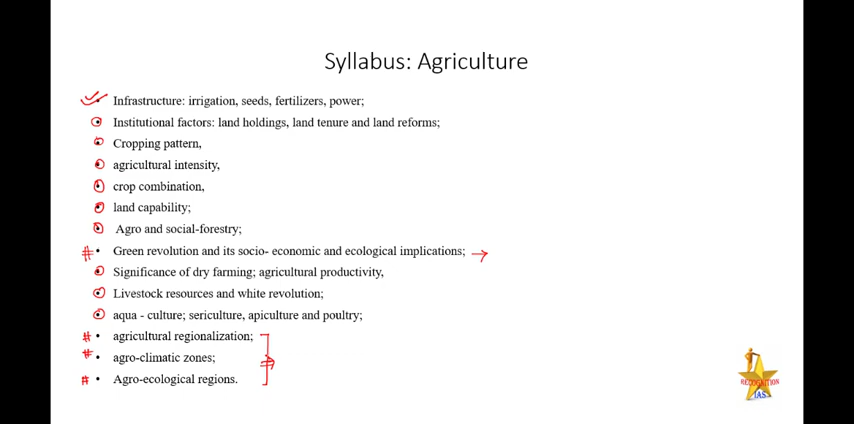 Syllabus: Agriculture
Infrastructure: irrigation, seeds, fertilizers, power;
Institutional factors: land holdings, land tenure and land reforms;
Cropping pattern,
agricultural intensity,
crop combination,
land capability;
Agro and social-forestry;
# Green revolution and its socio- economic and ecological implications; →
Significance of dry farming; agricultural productivity,
Livestock resources and white revolution;
aqua - culture; sericulture, apiculture and poultry;
# agricultural regionalization;
# agro-climatic zones;
# Agro-ecological regions.
RECOGNITION
IAS